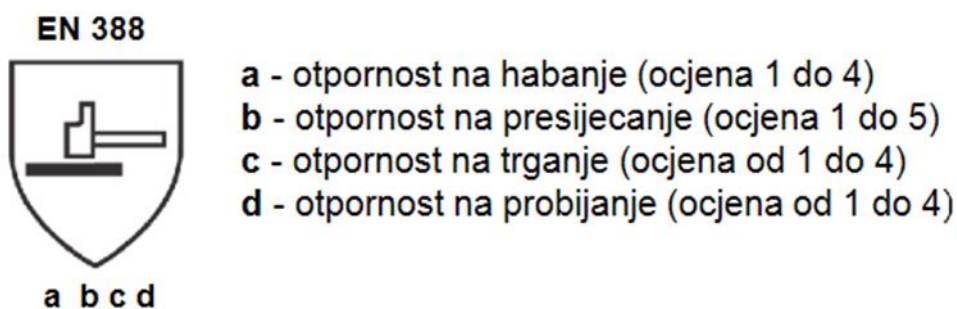 EN 388
a - otpornost na habanje (ocjena 1 do 4)
b - otpornost na presijecanje (ocjena 1 do 5)
c - otpornost na trganje (ocjena od 1 do 4)
d - otpornost na probijanje (ocjena od 1 do 4)
a b c d